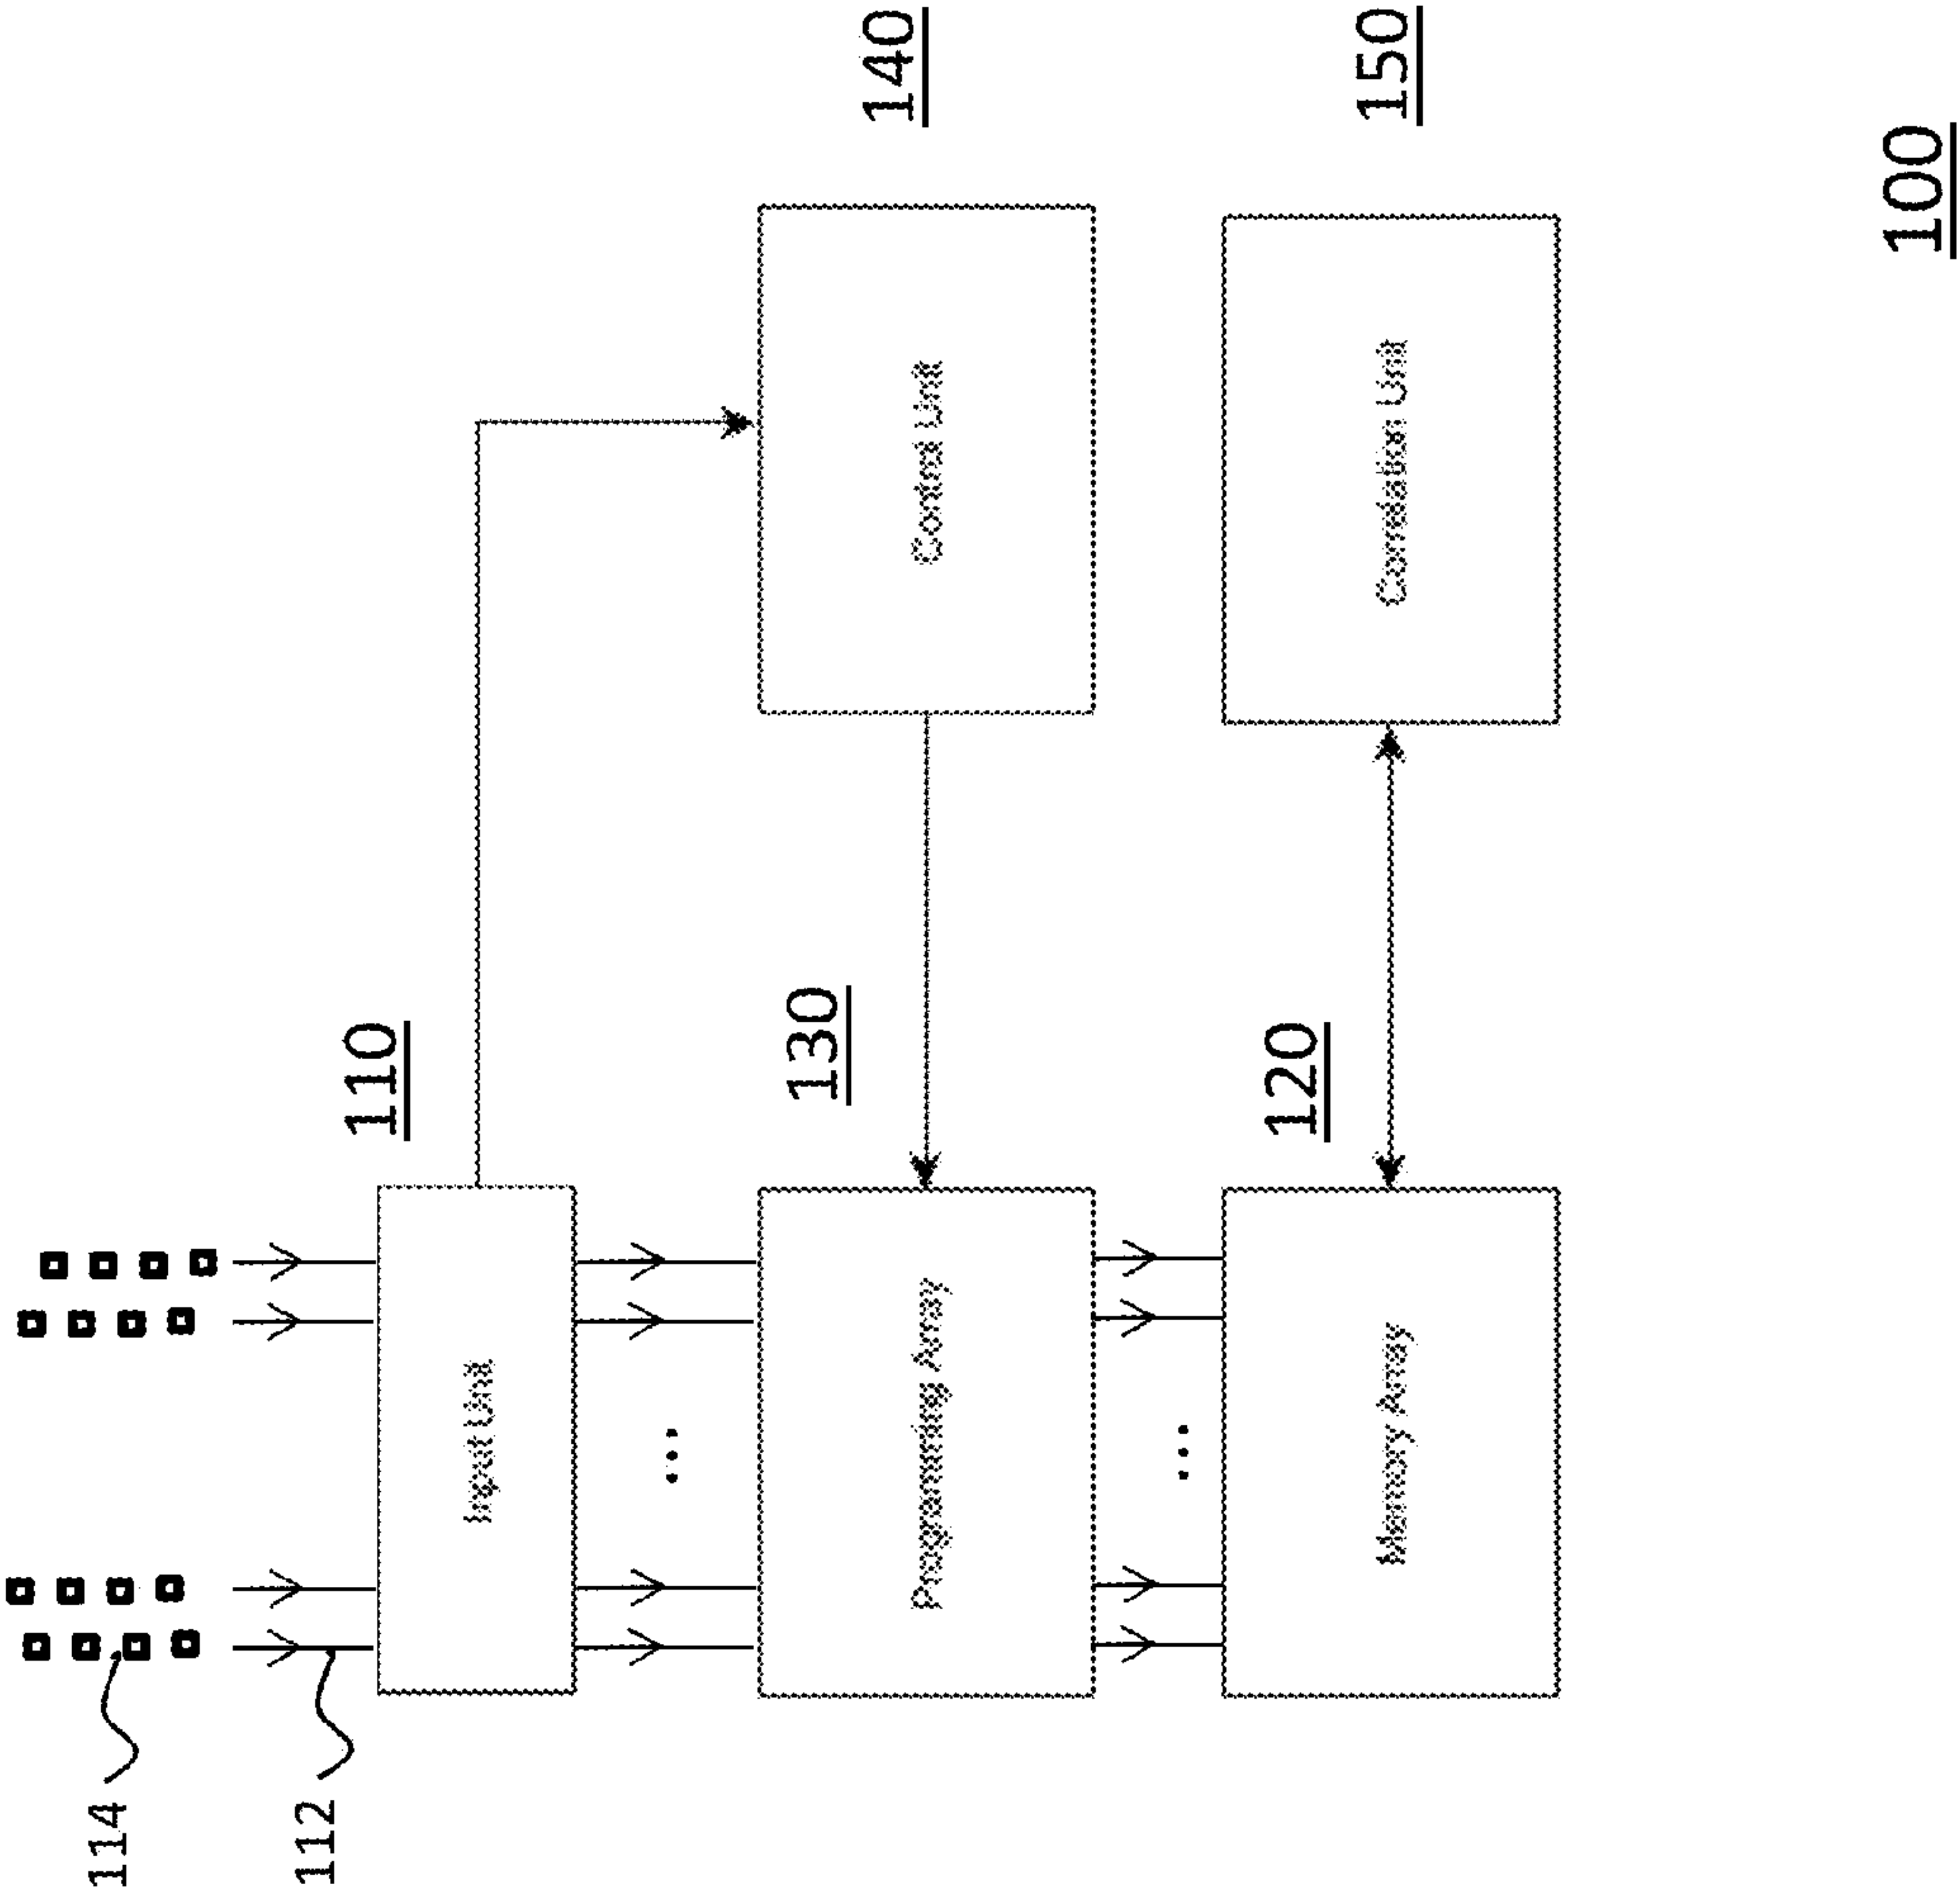 114
112
110
Input Unit
130
Programming Array
120
Memory Array
140
Control Unit
150
Correlation Unit
100